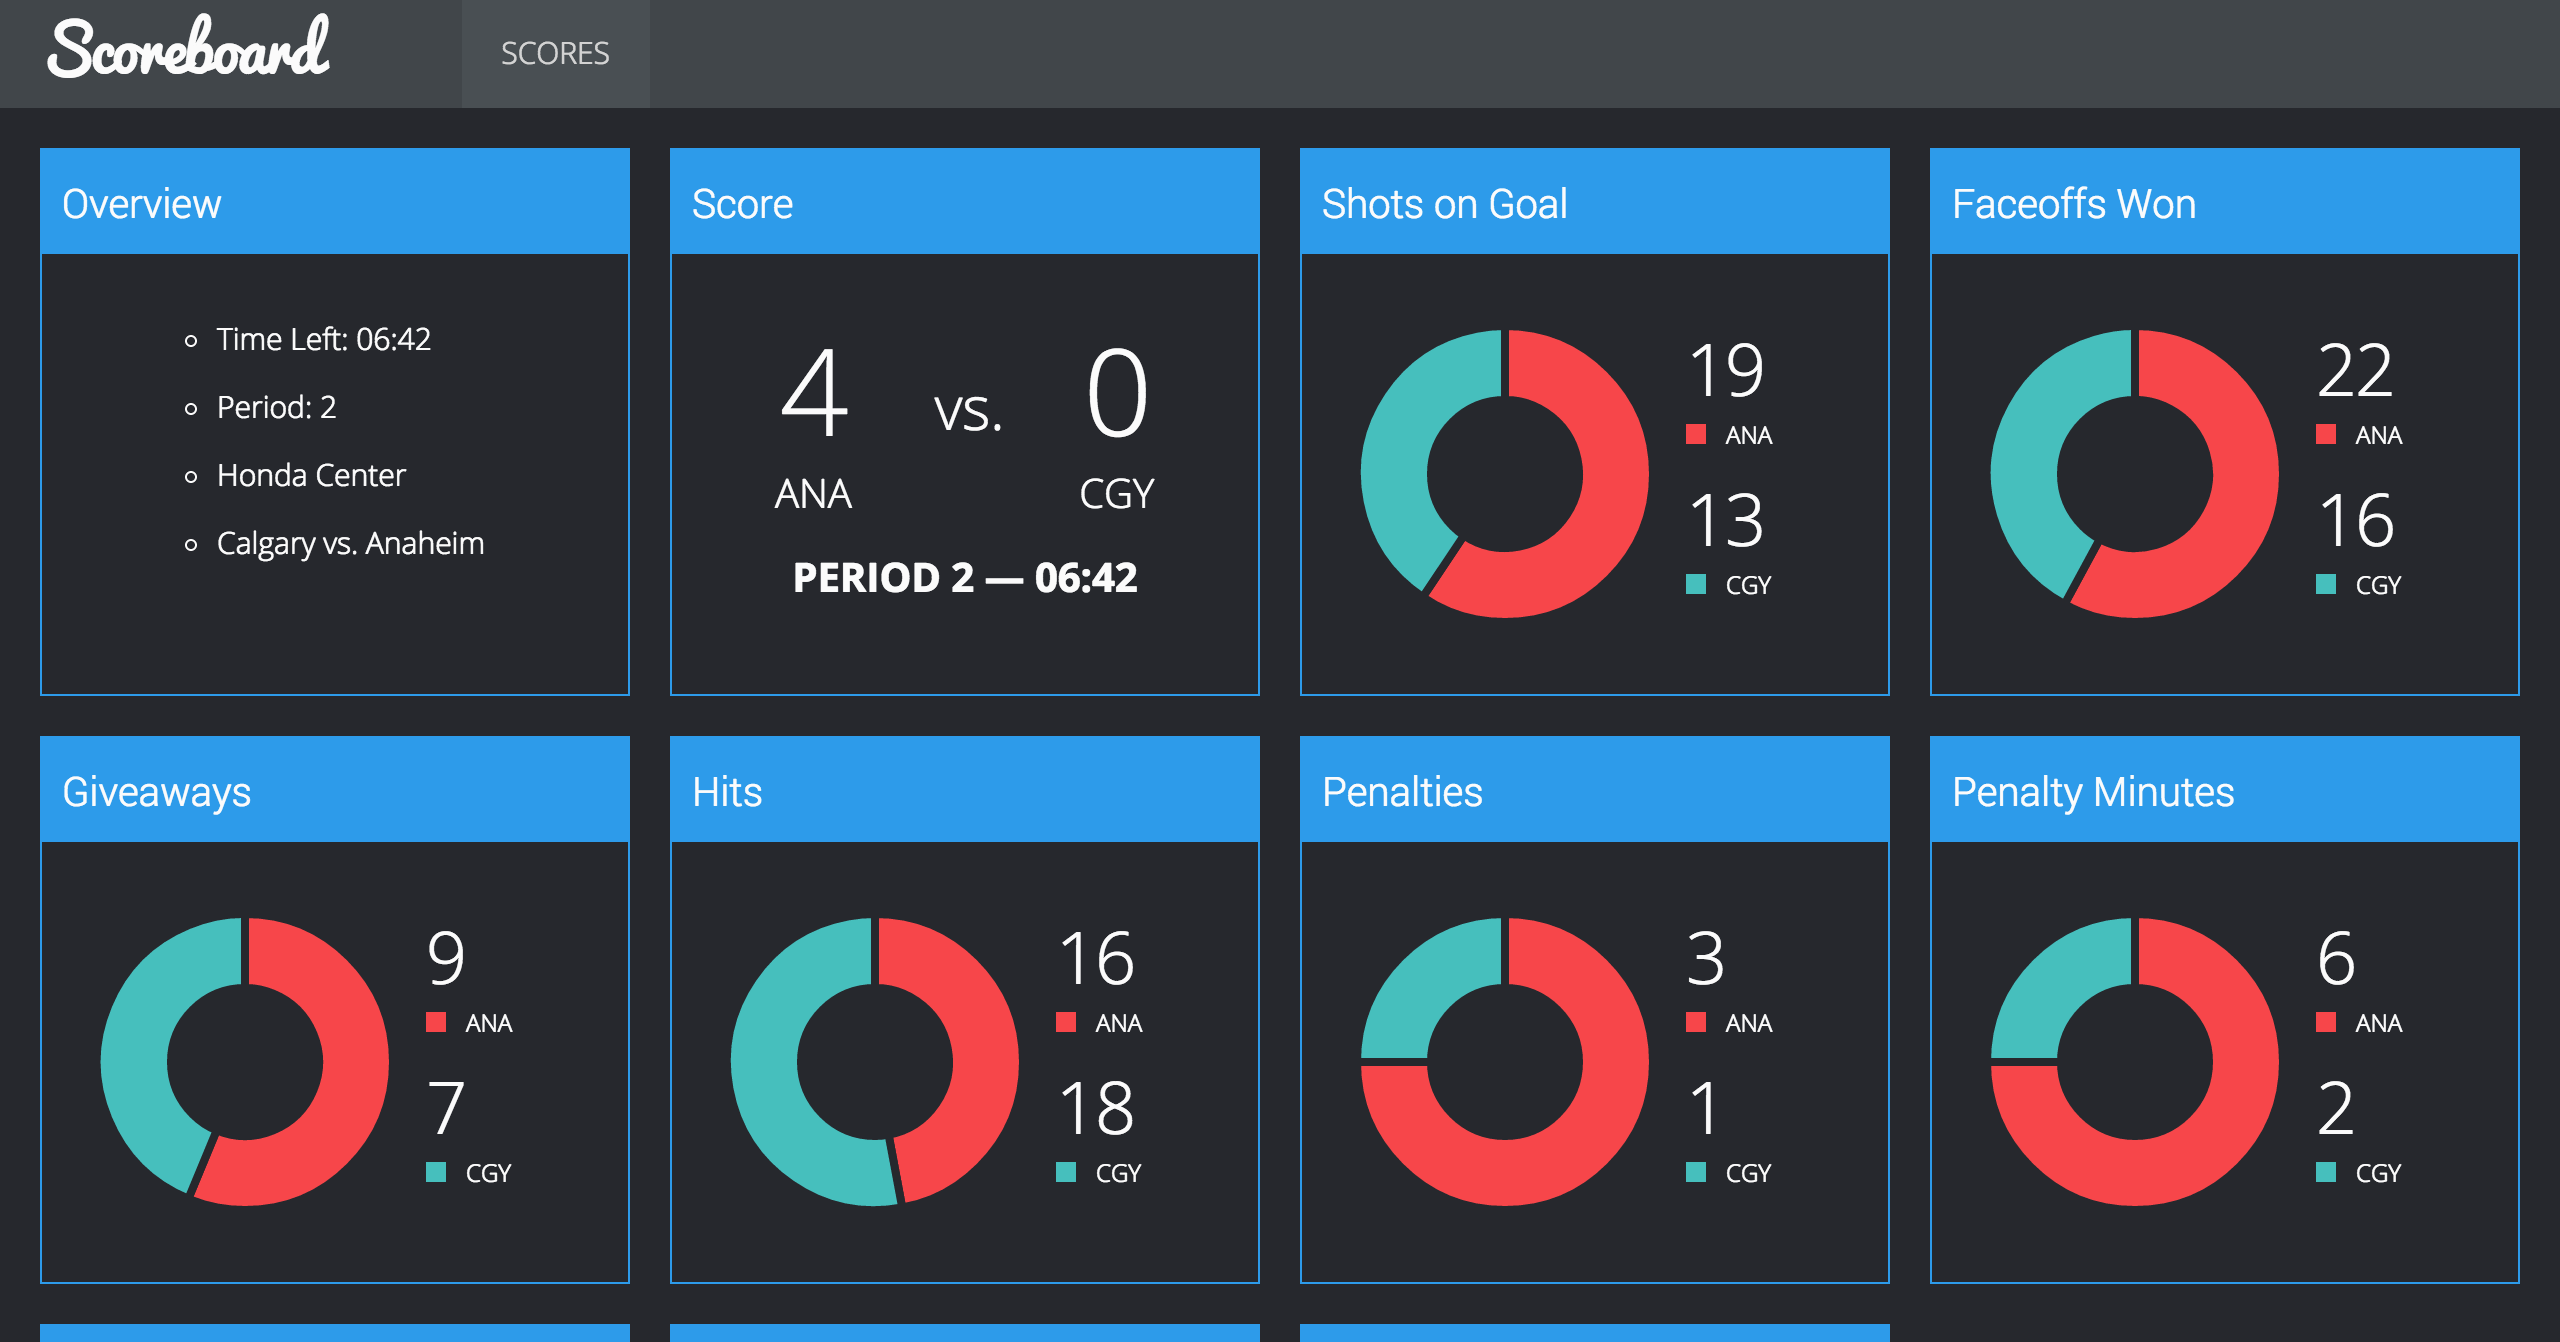 Scoreboard
SCORES
Overview
Time Left: 06:42
Period: 2
Honda Center
Calgary vs. Anaheim
Score
4 vs. 0
ANA CGY
PERIOD 2 — 06:42
Shots on Goal
19
ANA
13
CGY
Faceoffs Won
22
ANA
16
CGY
Giveaways
9
ANA
7
CGY
Hits
16
ANA
18
CGY
Penalties
3
ANA
1
CGY
Penalty Minutes
6
ANA
2
CGY